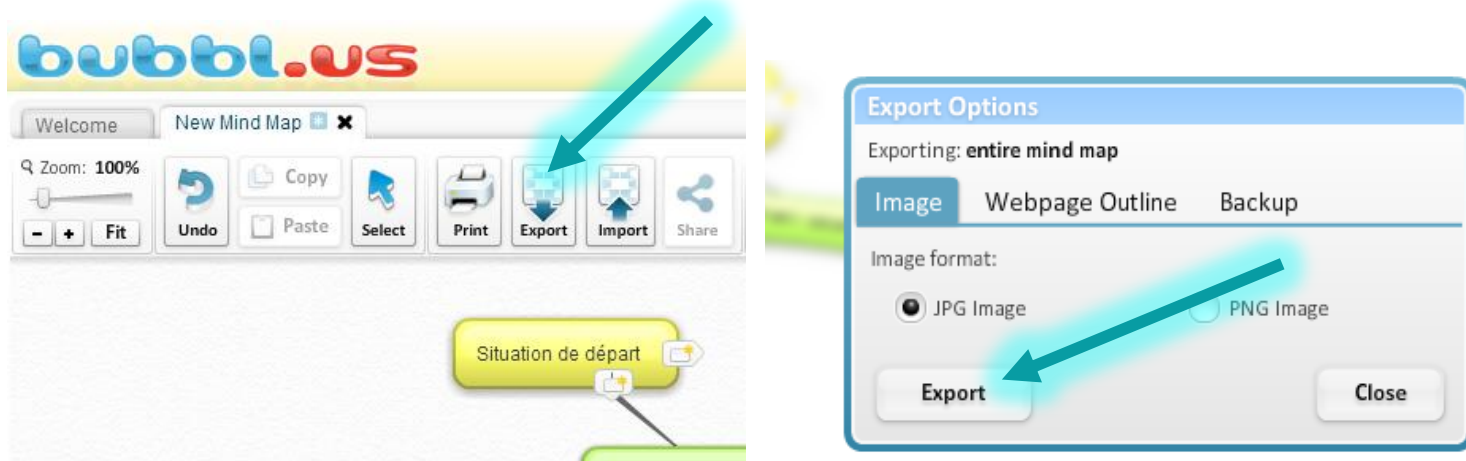 bubbl.us
Welcome
New Mind Map
Zoom: 100%
- + Fit
Undo
Copy
Paste
Select
Print
Export
Import
Share
Situation de départ
Export Options
Exporting: entire mind map
Image Webpage Outline Backup
Image format:
JPG Image PNG Image
Export Close